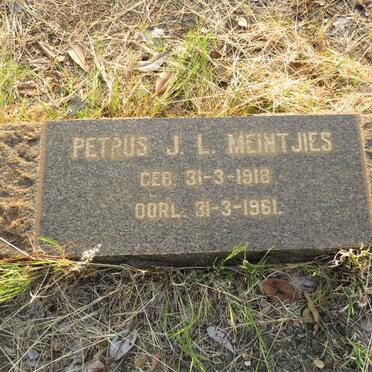 PETRUS J. L. MEINTJIES
GEB. 31-3-1918
OORL. 31-3-1961.